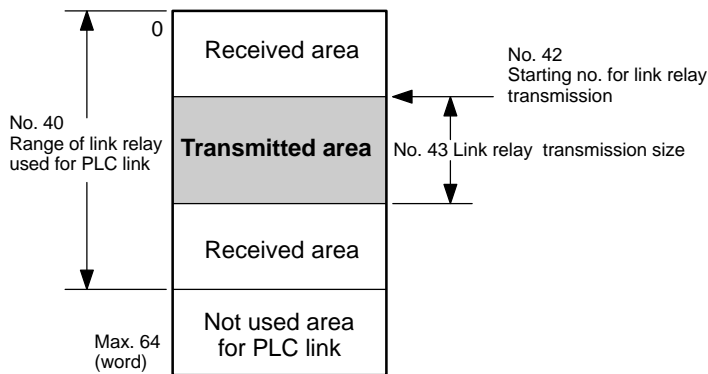 0
Received area
No. 42
Starting no. for link relay
transmission
No. 40
Range of link relay
used for PLC link
Transmitted area
No. 43 Link relay transmission size
Received area
Not used area
for PLC link
Max. 64
(word)